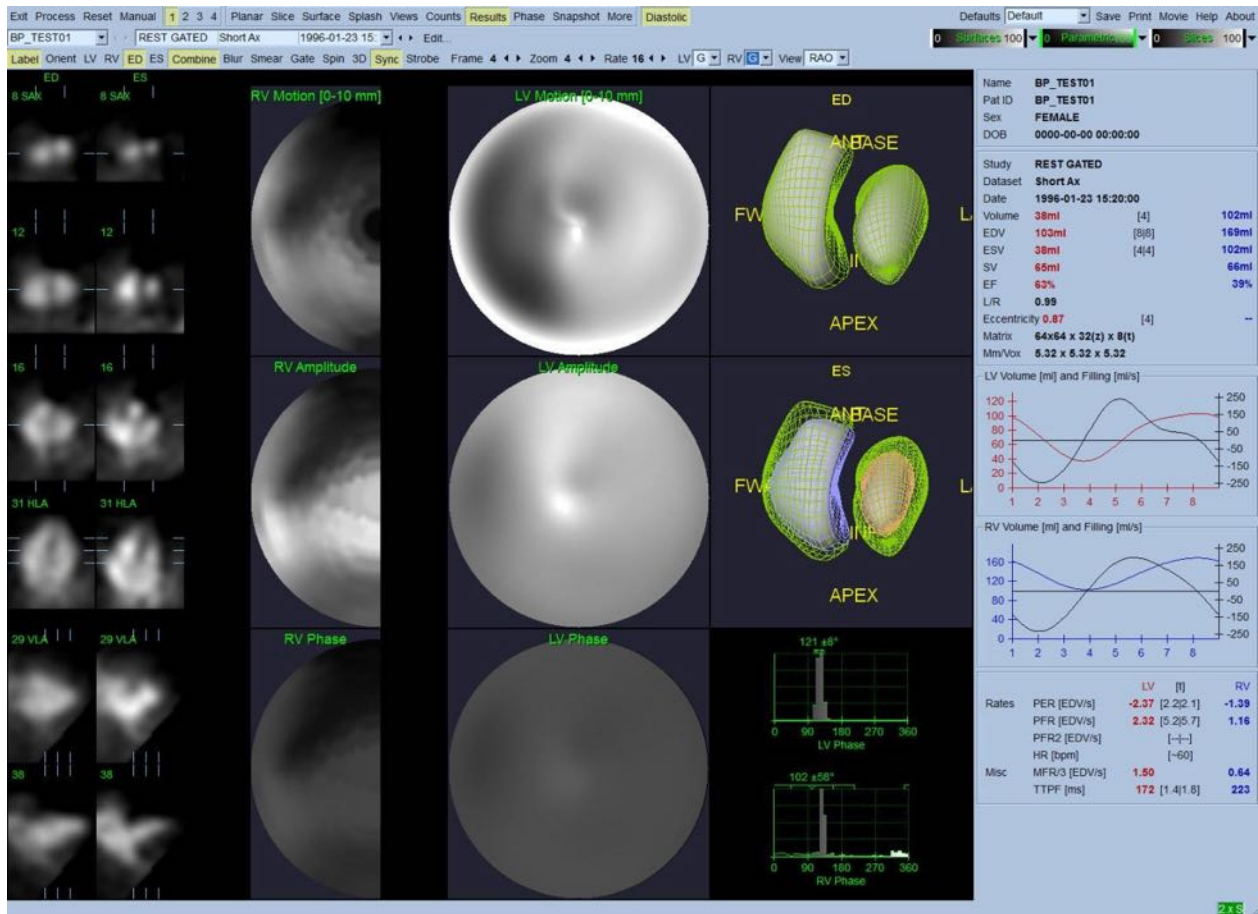 Exit Process Reset Manual 1 2 3 4 Planar Slice Surface Splash Views Counts Results Phase Snapshot More Diastolic Defaults Default Save Print Movie Help About
BP_TEST01 REST GATED Short Ax 1996-01-23 15: Edit... 0 Surfaces 100 0 Parametric 0 Slices 100
Label Orient LV RV ED ES Combine Blur Smear Gate Spin 3D Sync Strobe Frame 4 Zoom 4 Rate 16 LV G RV G View RAO
ED ES
8 SAX 8
12 12
16 16
31 HLA 31 HLA
29 VLA 29 VLA
38 38
RV Motion [0-10 mm]
LV Motion [0-10 mm]
ED
ANT BASE
FW
APEX
RV Amplitude
LV Amplitude
ES
ANT BASE
FW
APEX
RV Phase
LV Phase
121 ±8°
0 90 180 270 360
LV Phase
102 ±58°
0 90 180 270 360
RV Phase
Name BP_TEST01
Pat ID BP_TEST01
Sex FEMALE
DOB 0000-00-00 00:00:00
Study REST GATED
Dataset Short Ax
Date 1996-01-23 15:20:00
Volume 38ml [4] 102ml
EDV 103ml [8|8] 169ml
ESV 38ml [4|4] 102ml
SV 65ml 66ml
EF 63% 39%
L/R 0.99
Eccentricity 0.87 [4] --
Matrix 64x64 x 32(z) x 8(t)
Mm/Vox 5.32 x 5.32 x 5.32
LV Volume [ml] and Filling [ml/s]
120 250
100 150
80 50
60 -50
40
20 -150
0 -250
1 2 3 4 5 6 7 8
RV Volume [ml] and Filling [ml/s]
250
160 150
120 50
80 -50
40 -150
0 -250
1 2 3 4 5 6 7 8
LV [f] RV
Rates PER [EDV/s] -2.37 [2.2|2.1] -1.39
PFR [EDV/s] 2.32 [5.2|5.7] 1.16
PFR2 [EDV/s] [--|--]
HR [bpm] [~60]
Misc MFR/3 [EDV/s] 1.50 0.64
TTPF [ms] 172 [1.4|1.8] 223
2 x S